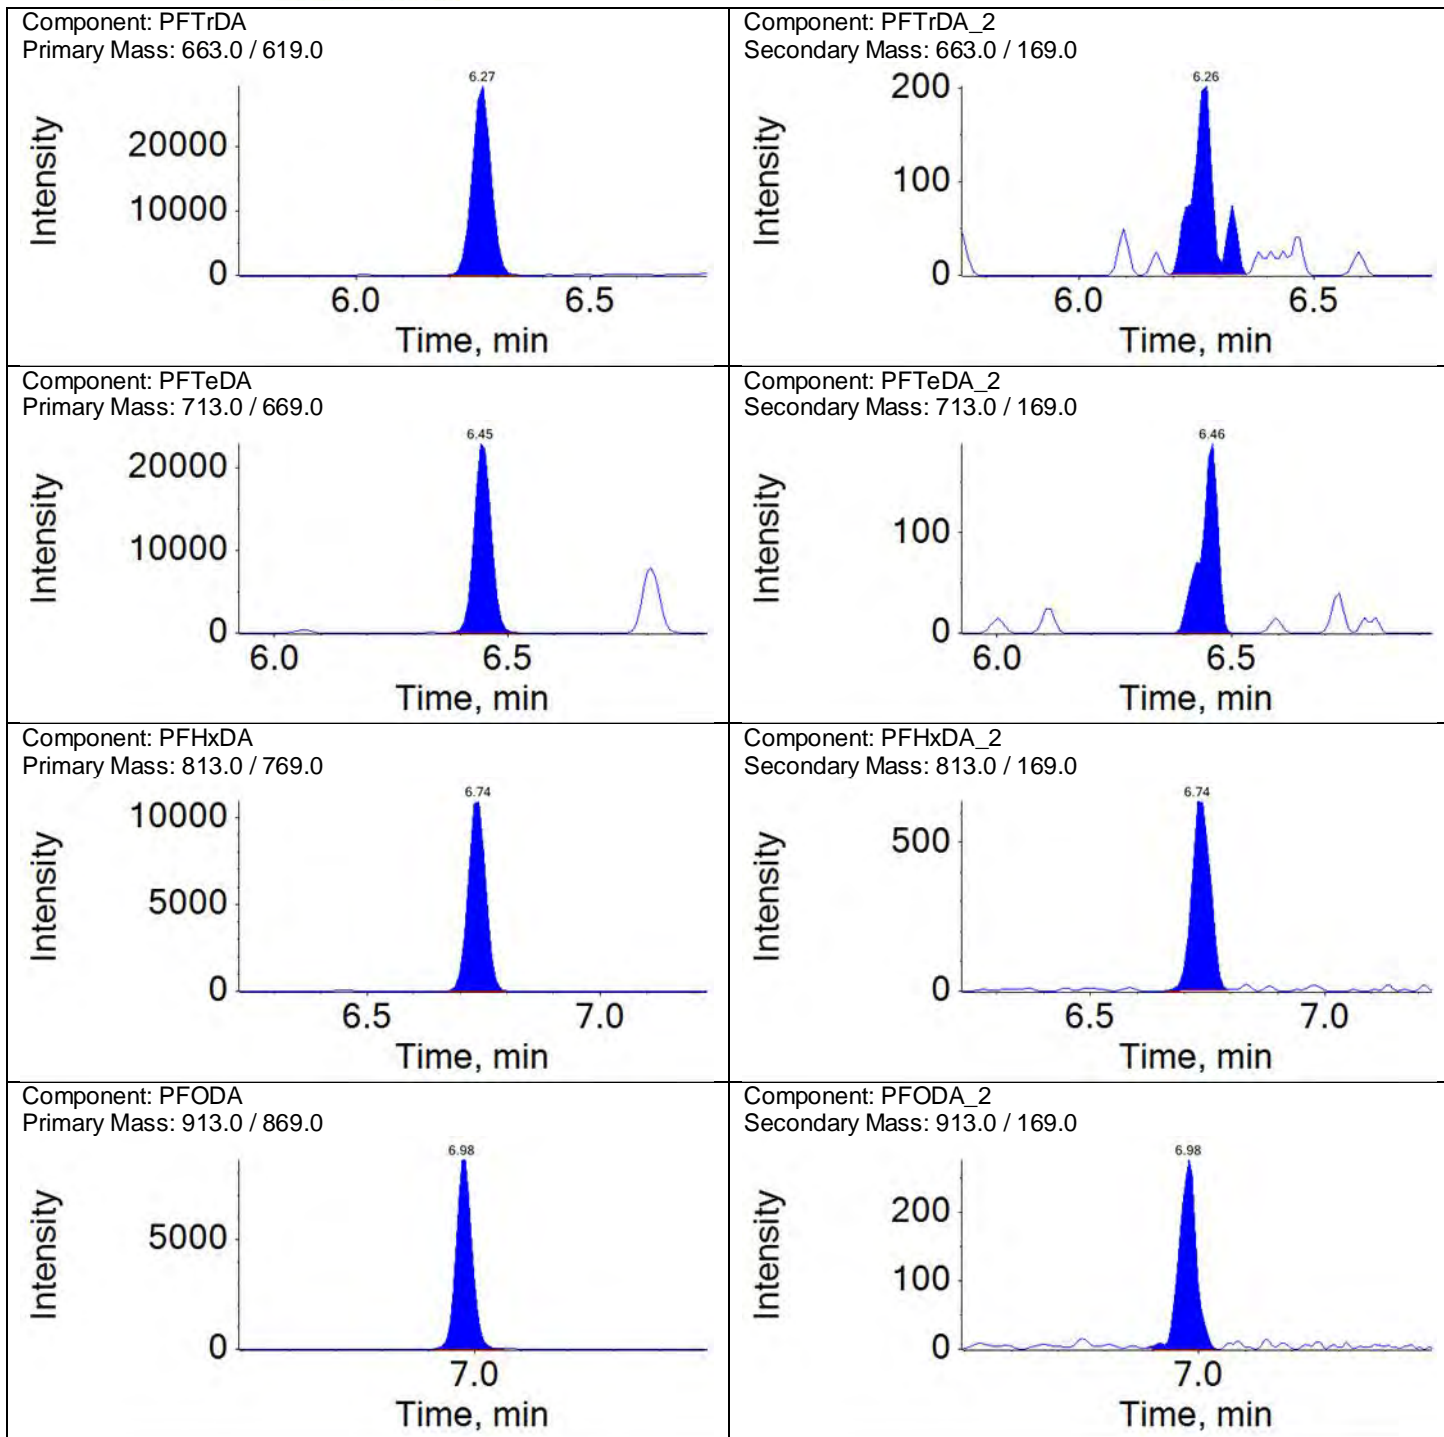 Component: PFTrDA
Primary Mass: 663.0 / 619.0
6.27
Intensity
20000
10000
0
6.0 6.5
Time, min
Component: PFTrDA_2
Secondary Mass: 663.0 / 169.0
6.26
Intensity
200
100
0
6.0 6.5
Time, min
Component: PFTeDA
Primary Mass: 713.0 / 669.0
6.45
Intensity
20000
10000
0
6.0 6.5
Time, min
Component: PFTeDA_2
Secondary Mass: 713.0 / 169.0
6.46
Intensity
100
0
6.0 6.5
Time, min
Component: PFHxDA
Primary Mass: 813.0 / 769.0
6.74
Intensity
10000
5000
0
6.5 7.0
Time, min
Component: PFHxDA_2
Secondary Mass: 813.0 / 169.0
6.74
Intensity
500
0
6.5 7.0
Time, min
Component: PFODA
Primary Mass: 913.0 / 869.0
6.98
Intensity
5000
0
7.0
Time, min
Component: PFODA_2
Secondary Mass: 913.0 / 169.0
6.98
Intensity
200
100
0
7.0
Time, min